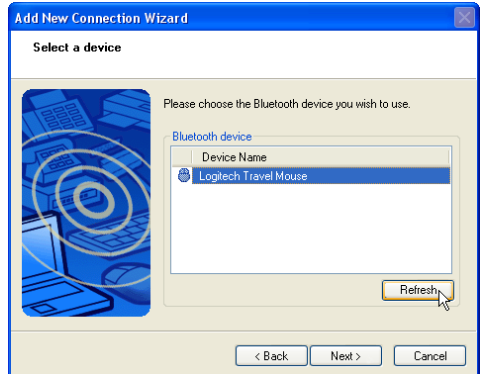 Add New Connection Wizard
Select a device
Please choose the Bluetooth device you wish to use.
Bluetooth device
Device Name
Logitech Travel Mouse
Refresh
< Back Next > Cancel